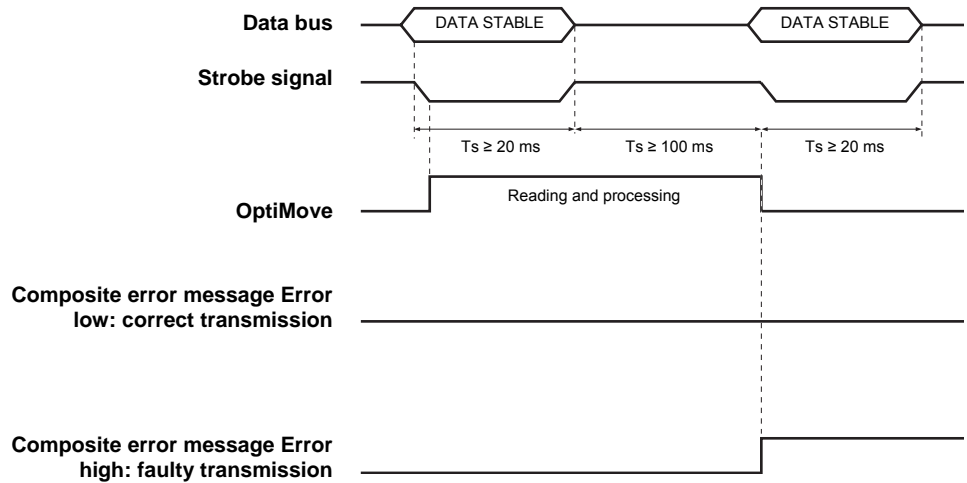 Data bus
DATA STABLE
DATA STABLE
Strobe signal
Ts ≥ 20 ms
Ts ≥ 100 ms
Ts ≥ 20 ms
OptiMove
Reading and processing
Composite error message Error
low: correct transmission
Composite error message Error
high: faulty transmission